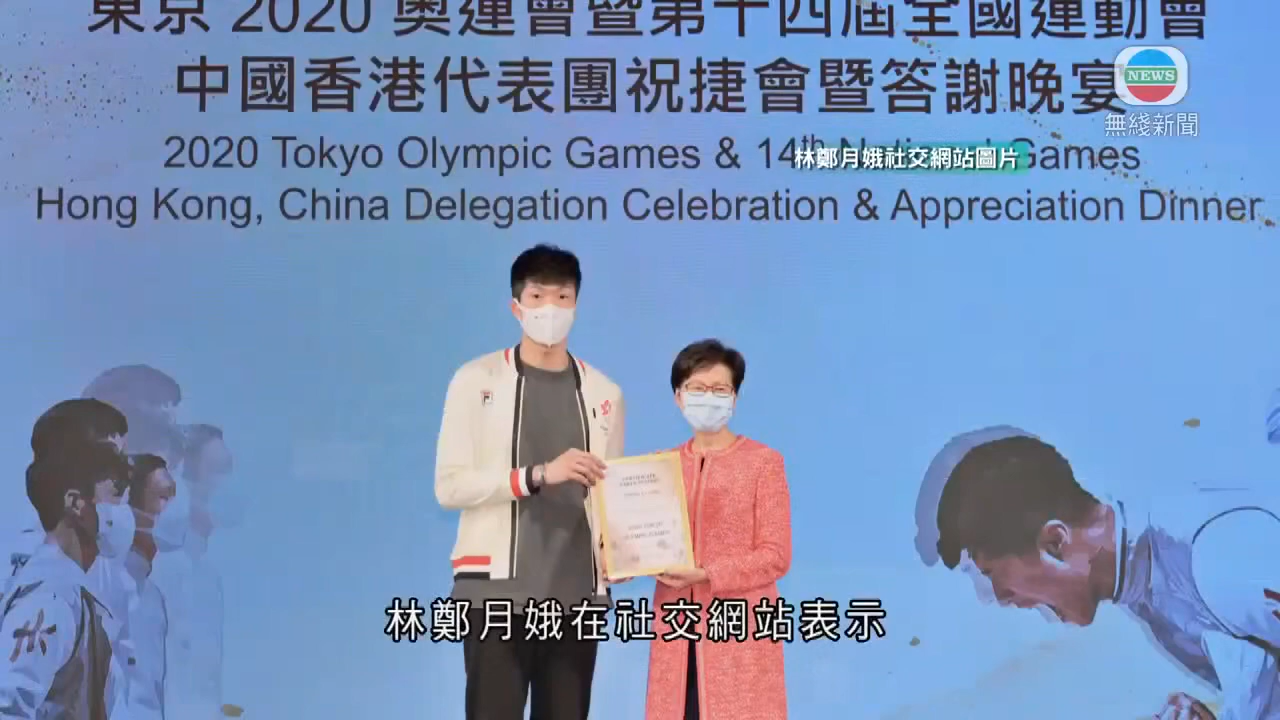 東京 2020 奧運會暨第十四屆全國運動會
中國香港代表團祝捷會暨答謝晚宴
NEWS
無綫新聞
2020 Tokyo Olympic Games & 14th Games
林鄭月娥社交網站圖片
Hong Kong, China Delegation Celebration & Appreciation Dinner
林鄭月娥在社交網站表示